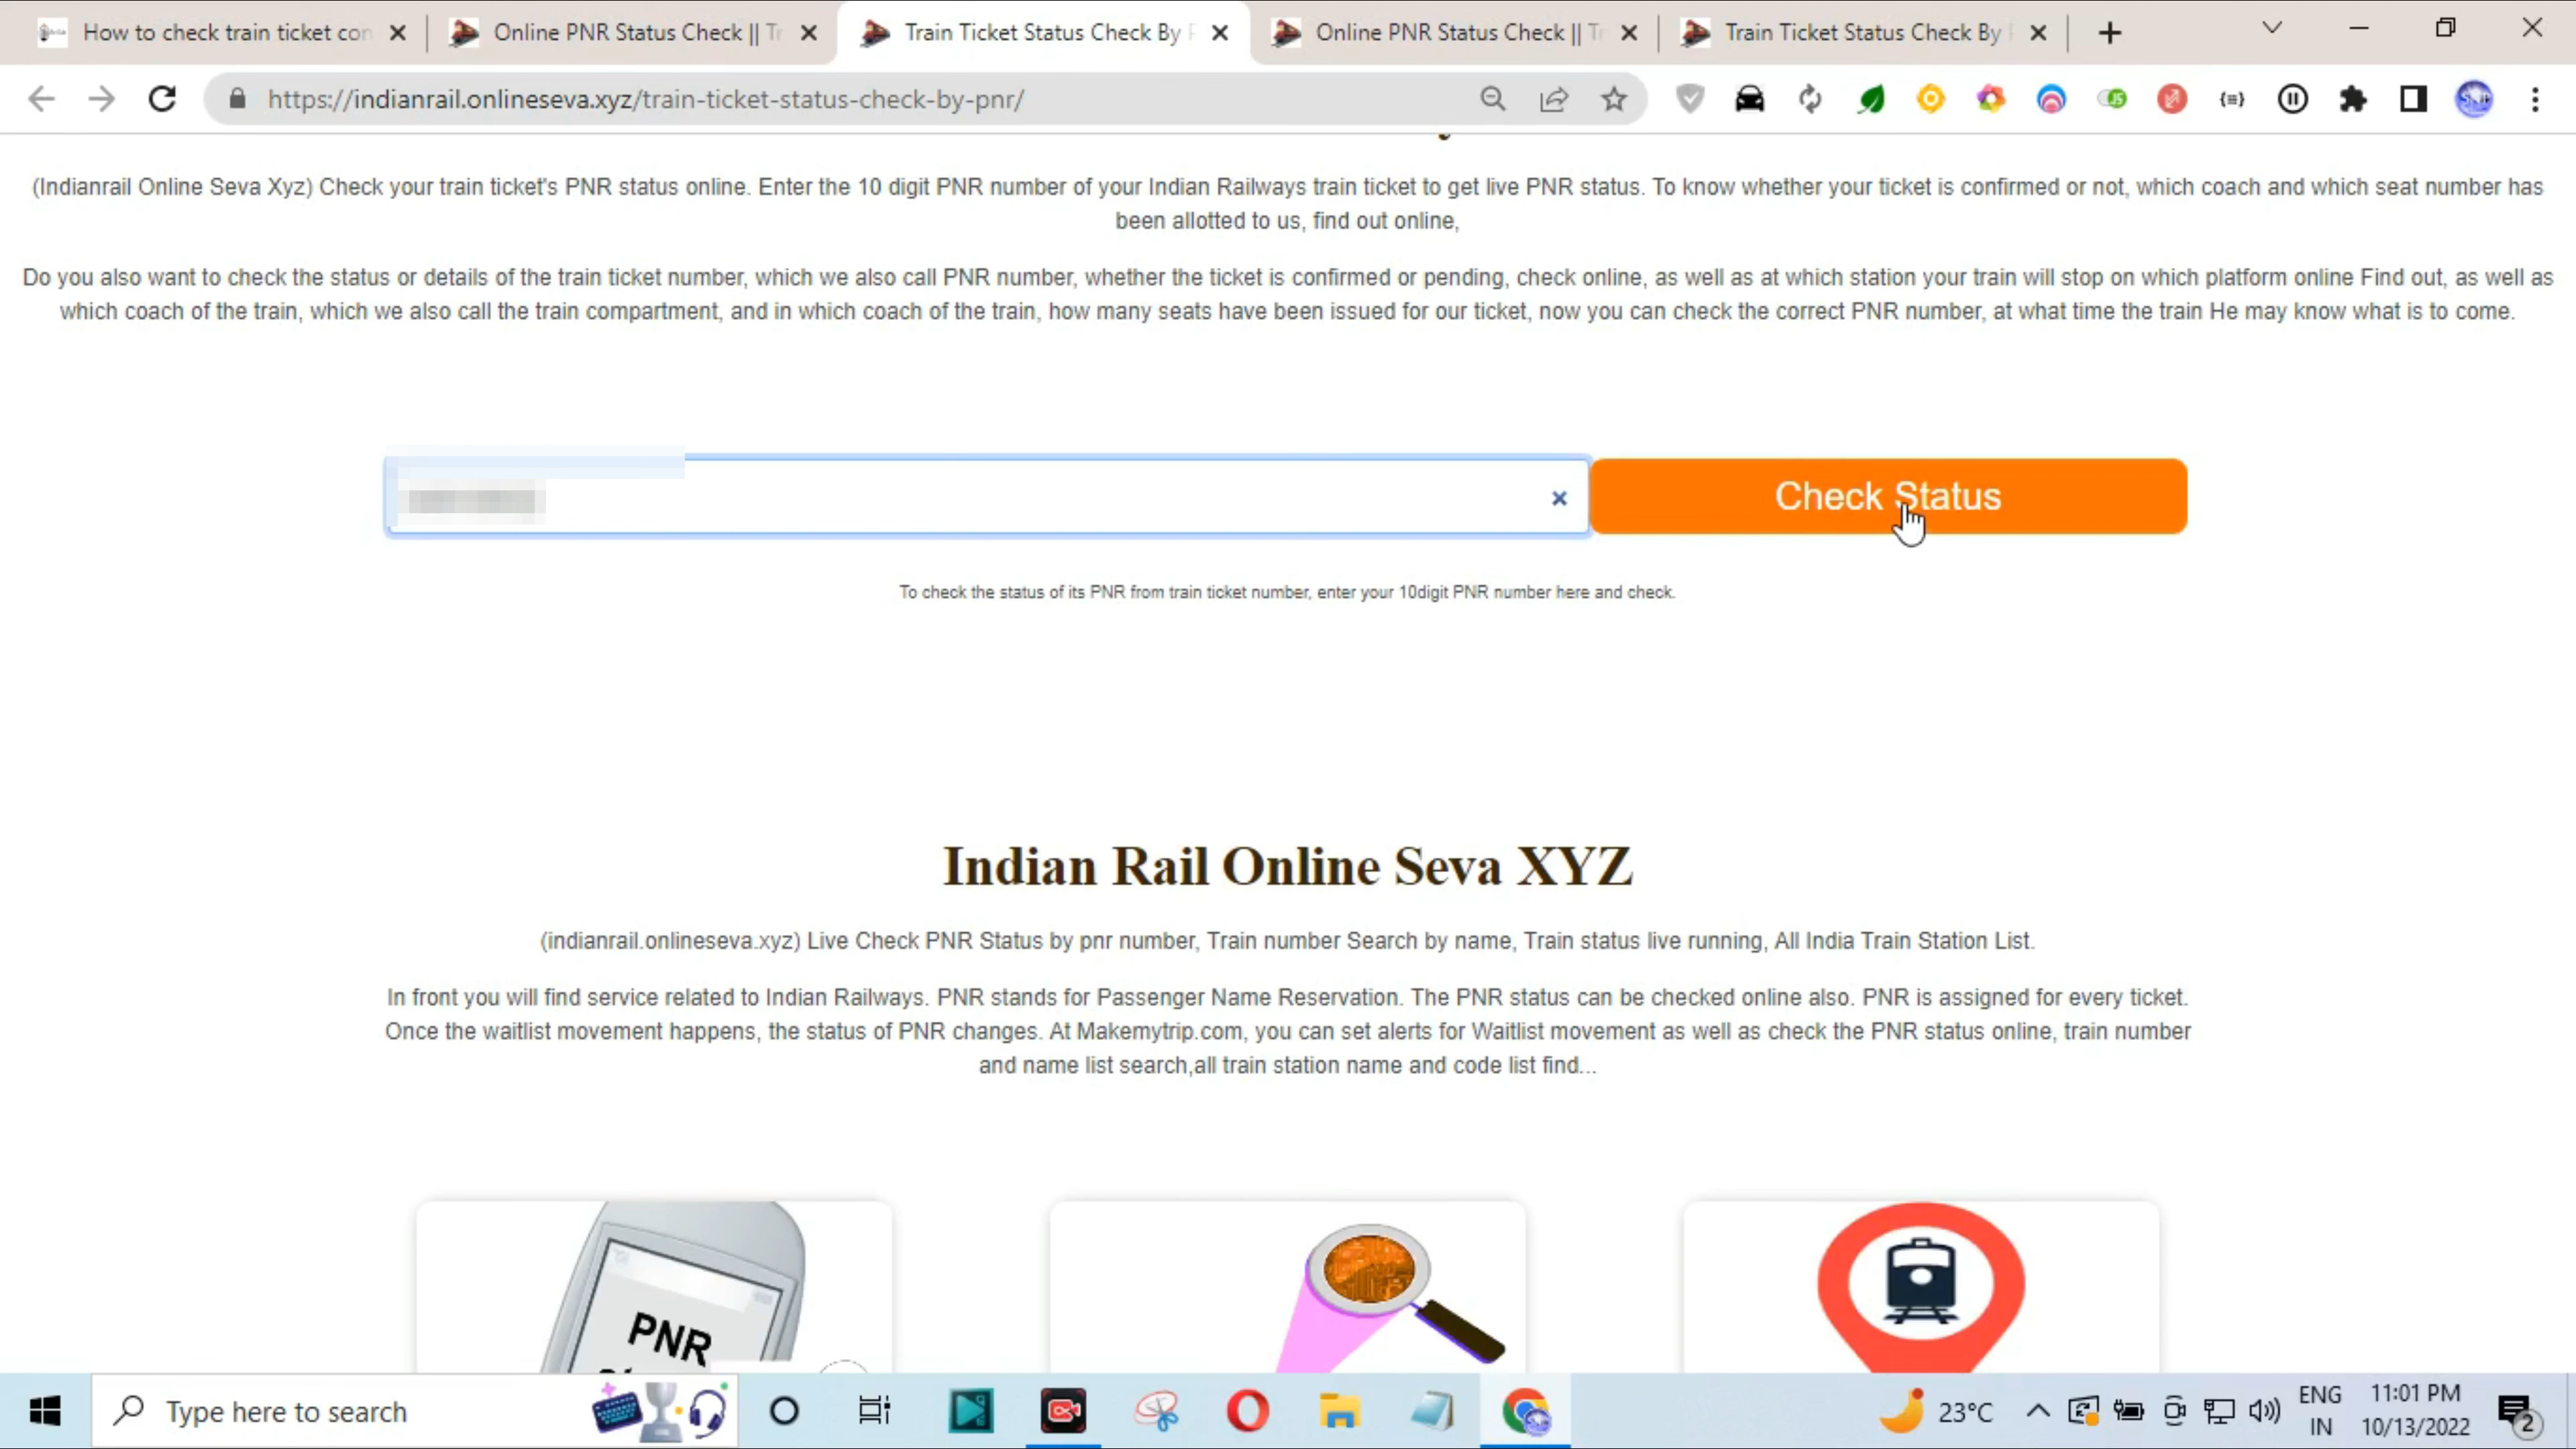 How to check train ticket con
Online PNR Status Check || Tr
Train Ticket Status Check By P
Online PNR Status Check || Tr
Train Ticket Status Check By P
https://indianrail.onlineseva.xyz/train-ticket-status-check-by-pnr/
(Indianrail Online Seva Xyz) Check your train ticket's PNR status online. Enter the 10 digit PNR number of your Indian Railways train ticket to get live PNR status. To know whether your ticket is confirmed or not, which coach and which seat number has
been allotted to us, find out online,
Do you also want to check the status or details of the train ticket number, which we also call PNR number, whether the ticket is confirmed or pending, check online, as well as at which station your train will stop on which platform online Find out, as well as
which coach of the train, which we also call the train compartment, and in which coach of the train, how many seats have been issued for our ticket, now you can check the correct PNR number, at what time the train He may know what is to come.
Check Status
To check the status of its PNR from train ticket number, enter your 10digit PNR number here and check.
Indian Rail Online Seva XYZ
(indianrail.onlineseva.xyz) Live Check PNR Status by pnr number, Train number Search by name, Train status live running, All India Train Station List.
In front you will find service related to Indian Railways. PNR stands for Passenger Name Reservation. The PNR status can be checked online also. PNR is assigned for every ticket.
Once the waitlist movement happens, the status of PNR changes. At Makemytrip.com, you can set alerts for Waitlist movement as well as check the PNR status online, train number
and name list search,all train station name and code list find...
PNR
Type here to search
23°C
ENG
IN
11:01 PM
10/13/2022
2